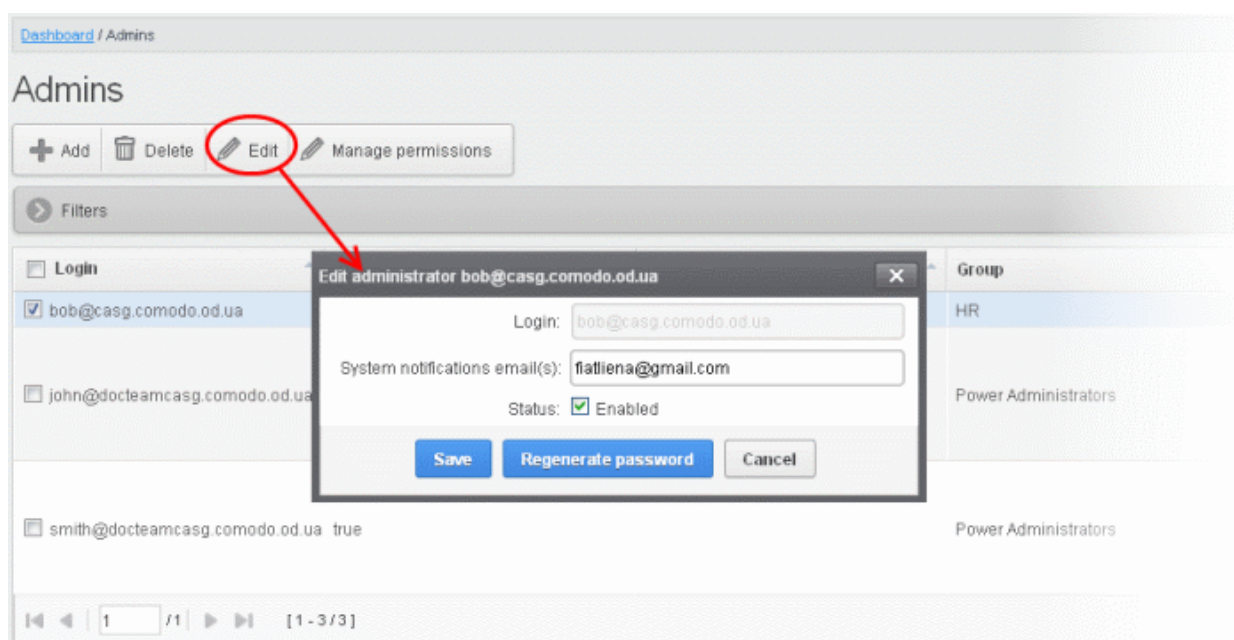 Dashboard / Admins
Admins
Add Delete Edit Manage permissions
Filters
Login Group
Edit administrator bob@casg.comodo.od.ua
bob@casg.comodo.od.ua HR
Login: bob@casg.comodo.od.ua
System notifications email(s): fiatliena@gmail.com
john@docteamcasg.comodo.od.ua Power Administrators
Status: Enabled
Save Regenerate password Cancel
smith@docteamcasg.comodo.od.ua true Power Administrators
1 /1 [1-3/3]